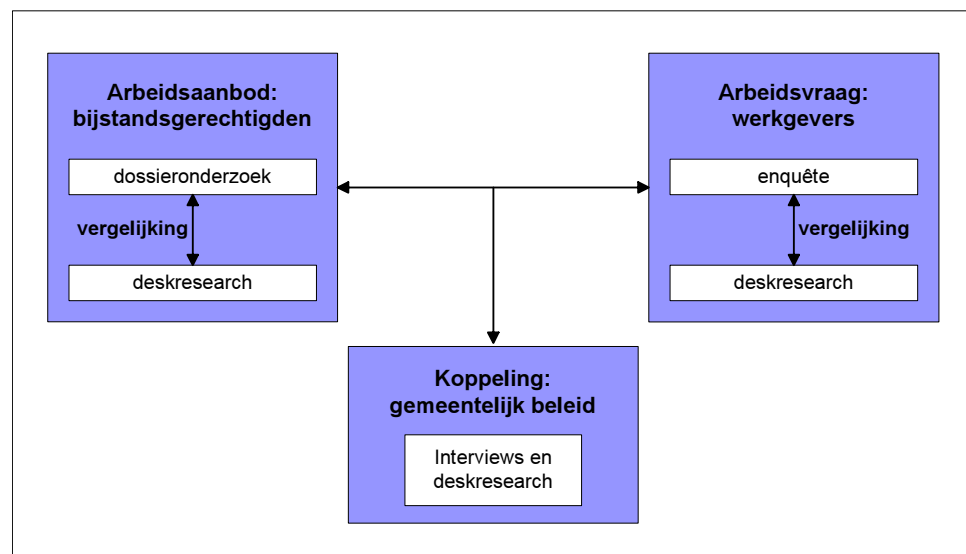 Arbeidsaanbod:
bijstandsgerechtigden
dossieronderzoek
vergelijking
deskresearch
Arbeidsvraag:
werkgevers
enquête
vergelijking
deskresearch
Koppeling:
gemeentelijk beleid
Interviews en
deskresearch